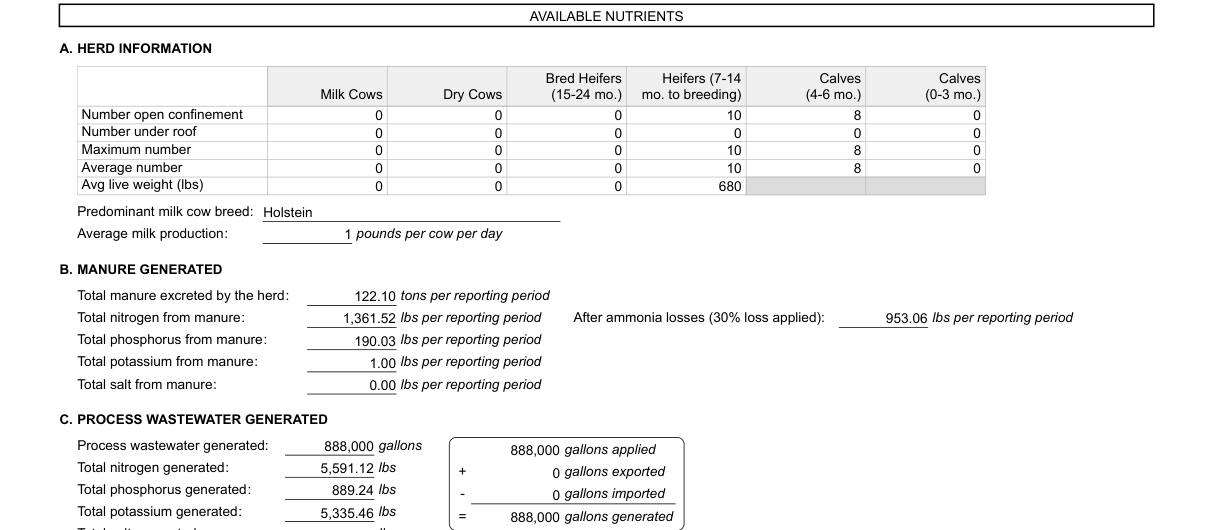 AVAILABLE NUTRIENTS
A. HERD INFORMATION
Milk Cows Dry Cows Bred Heifers (15-24 mo.) Heifers (7-14 mo. to breeding) Calves (4-6 mo.) Calves (0-3 mo.)
Number open confinement 0 0 0 10 8 0
Number under roof 0 0 0 0 0 0
Maximum number 0 0 0 10 8 0
Average number 0 0 0 10 8 0
Avg live weight (lbs) 0 0 0 680
Predominant milk cow breed: Holstein
Average milk production: 1 pounds per cow per day
B. MANURE GENERATED
Total manure excreted by the herd: 122.10 tons per reporting period
Total nitrogen from manure: 1,361.52 lbs per reporting period After ammonia losses (30% loss applied): 953.06 lbs per reporting period
Total phosphorus from manure: 190.03 lbs per reporting period
Total potassium from manure: 1.00 lbs per reporting period
Total salt from manure: 0.00 lbs per reporting period
C. PROCESS WASTEWATER GENERATED
Process wastewater generated: 888,000 gallons 888,000 gallons applied
Total nitrogen generated: 5,591.12 lbs + 0 gallons exported
Total phosphorus generated: 889.24 lbs - 0 gallons imported
Total potassium generated: 5,335.46 lbs = 888,000 gallons generated